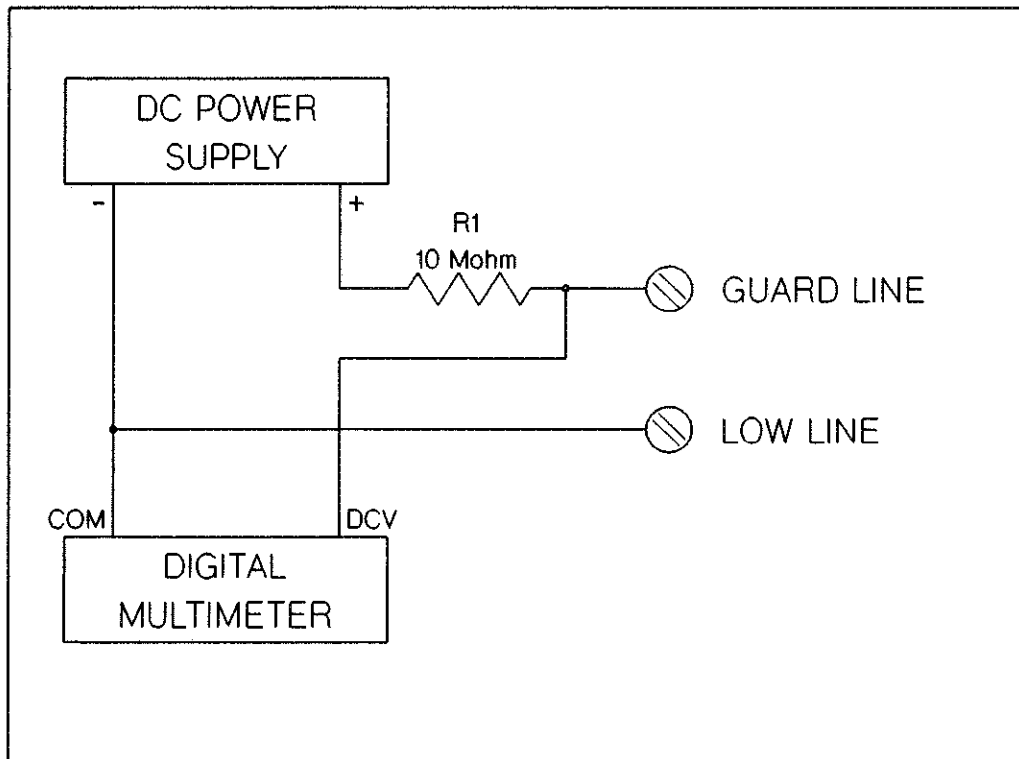 DC POWER
SUPPLY
-
+
R1
10 Mohm
GUARD LINE
LOW LINE
COM
DCV
DIGITAL
MULTIMETER